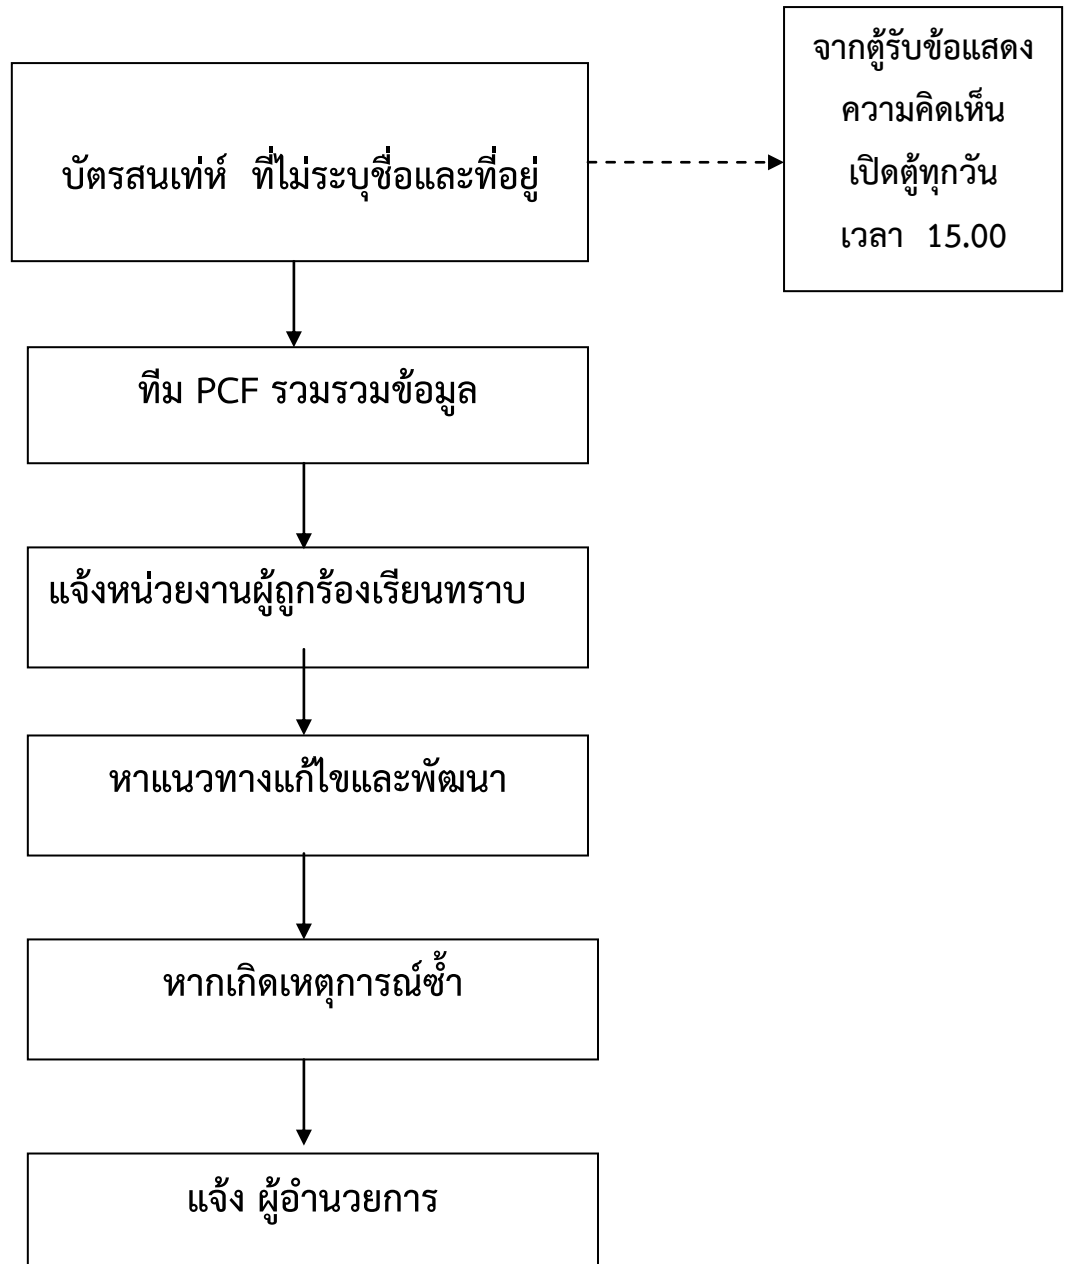 จากตู้รับข้อแสดง
ความคิดเห็น
เปิดตู้ทุกวัน
เวลา 15.00
บัตรสนเท่ห์ ที่ไม่ระบุชื่อและที่อยู่
ทีม PCF รวมรวมข้อมูล
แจ้งหน่วยงานผู้ถูกร้องเรียนทราบ
หาแนวทางแก้ไขและพัฒนา
หากเกิดเหตุการณ์ซ้ำ
แจ้ง ผู้อำนวยการ